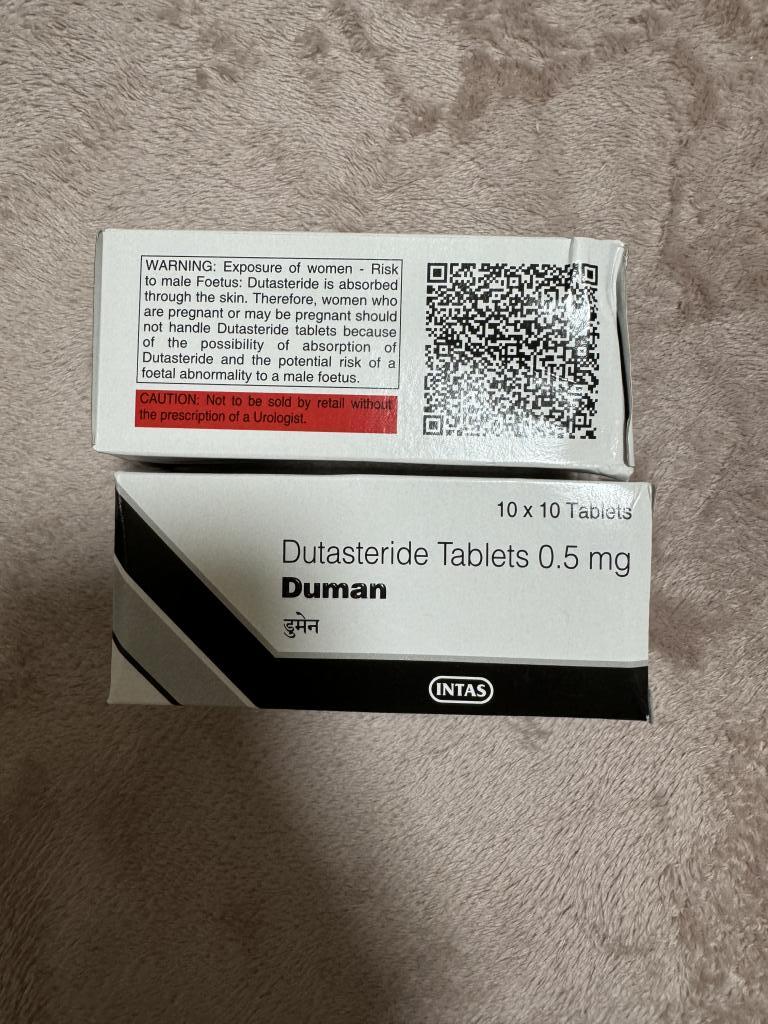 WARNING: Exposure of women - Risk
to male Foetus: Dutasteride is absorbed
through the skin. Therefore, women who
are pregnant or may be pregnant should
not handle Dutasteride tablets because
of the possibility of absorption of
Dutasteride and the potential risk of a
foetal abnormality to a male foetus.
CAUTION: Not to be sold by retail without
the prescription of a Urologist.
10 x 10 Tablets
Dutasteride Tablets 0.5 mg
Duman
डुमेन
INTAS